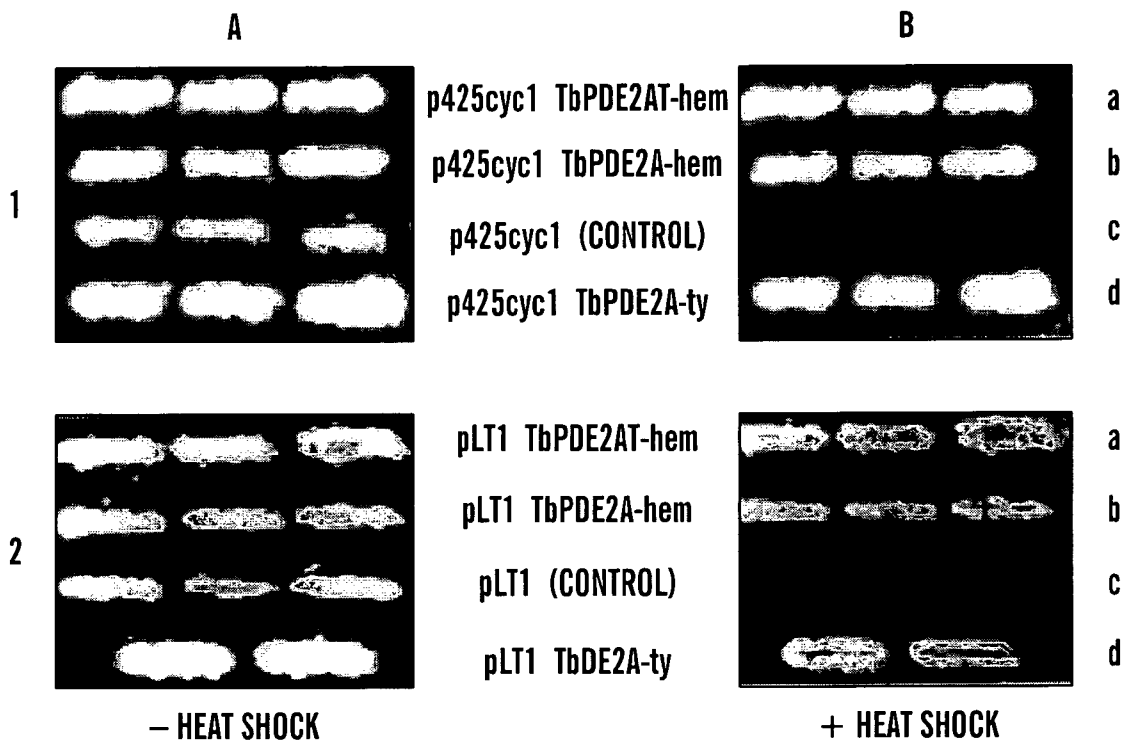 A
B
1
p425cyc1 TbPDE2AT-hem
a
p425cyc1 TbPDE2A-hem
b
p425cyc1 (CONTROL)
c
p425cyc1 TbPDE2A-ty
d
2
pLT1 TbPDE2AT-hem
a
pLT1 TbPDE2A-hem
b
pLT1 (CONTROL)
c
pLT1 TbDE2A-ty
d
– HEAT SHOCK
+ HEAT SHOCK